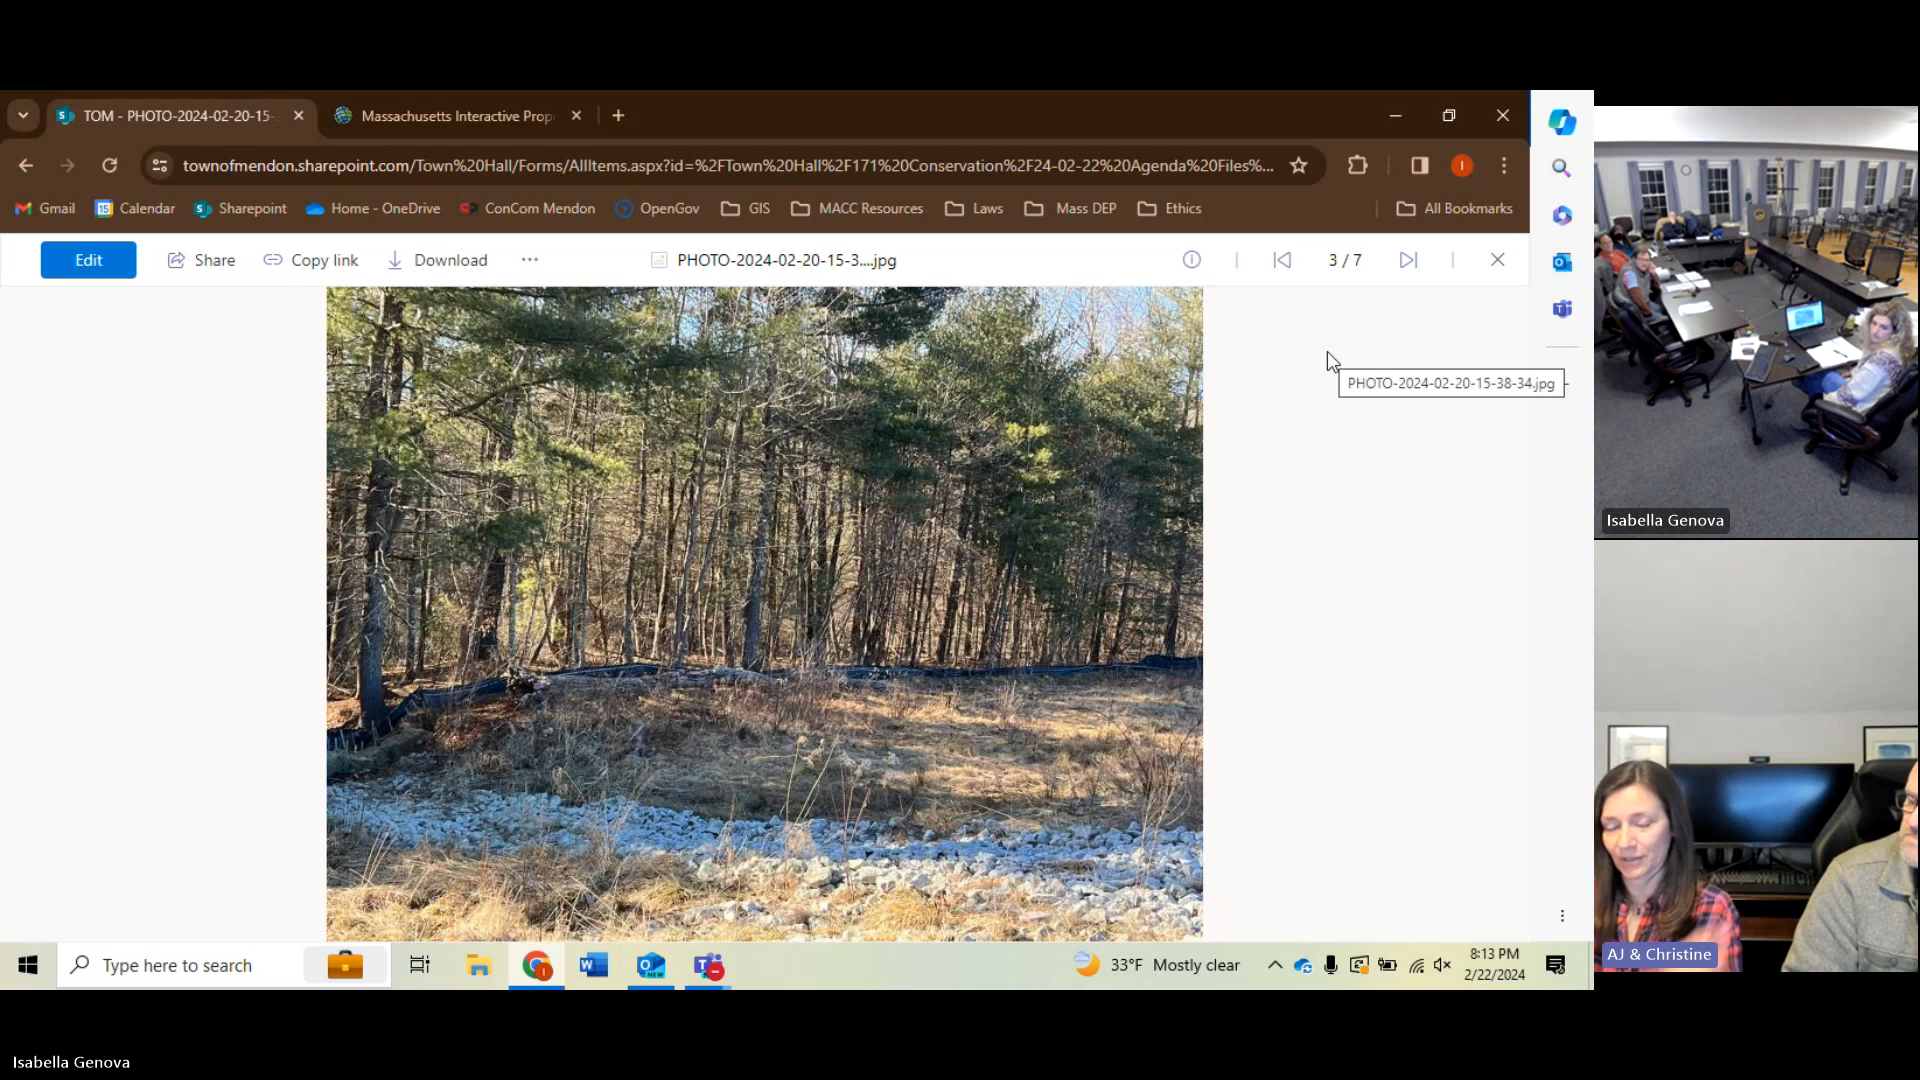 TOM - PHOTO-2024-02-20-15-
Massachusetts Interactive Prop
townofmendon.sharepoint.com/Town%20Hall/Forms/AllItems.aspx?id=%2FTown%20Hall%2F171%20Conservation%2F24-02-22%20Agenda%20Files%...
I
Gmail
15
Calendar
S
Sharepoint
Home - OneDrive
ConCom Mendon
OpenGov
GIS
MACC Resources
Laws
Mass DEP
Ethics
All Bookmarks
Edit
Share
Copy link
Download
PHOTO-2024-02-20-15-3....jpg
3 / 7
PHOTO-2024-02-20-15-38-34.jpg
Isabella Genova
AJ & Christine
Type here to search
33°F Mostly clear
8:13 PM
2/22/2024
Isabella Genova